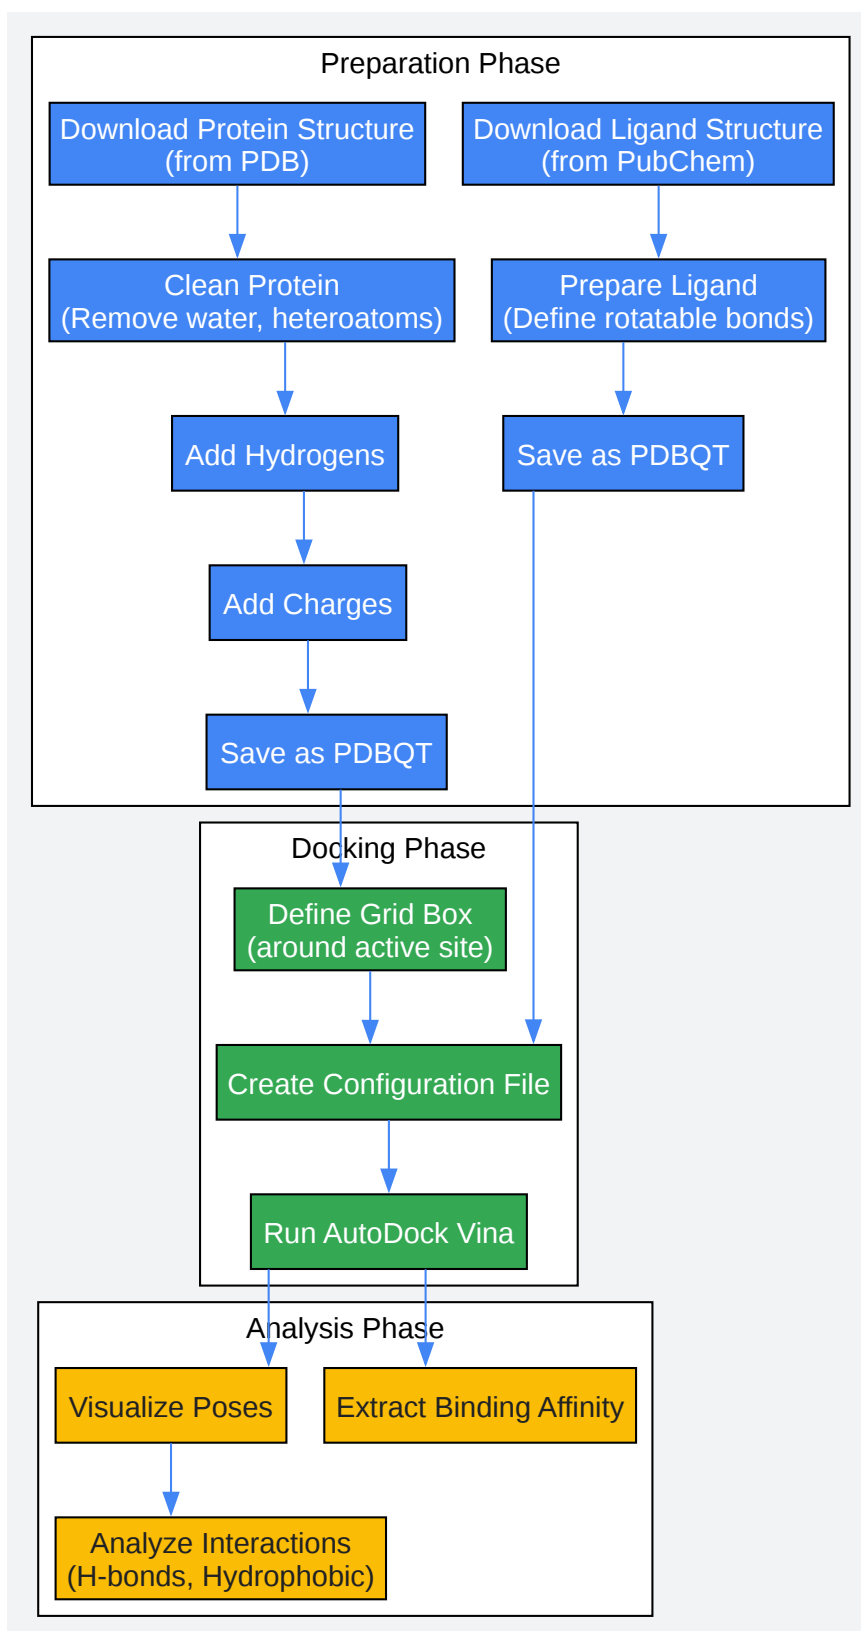 Preparation Phase
Download Protein Structure
(from PDB)
Download Ligand Structure
(from PubChem)
Clean Protein
(Remove water, heteroatoms)
Prepare Ligand
(Define rotatable bonds)
Add Hydrogens
Save as PDBQT
Add Charges
Save as PDBQT
Docking Phase
Define Grid Box
(around active site)
Create Configuration File
Run AutoDock Vina
Analysis Phase
Visualize Poses
Extract Binding Affinity
Analyze Interactions
(H-bonds, Hydrophobic)